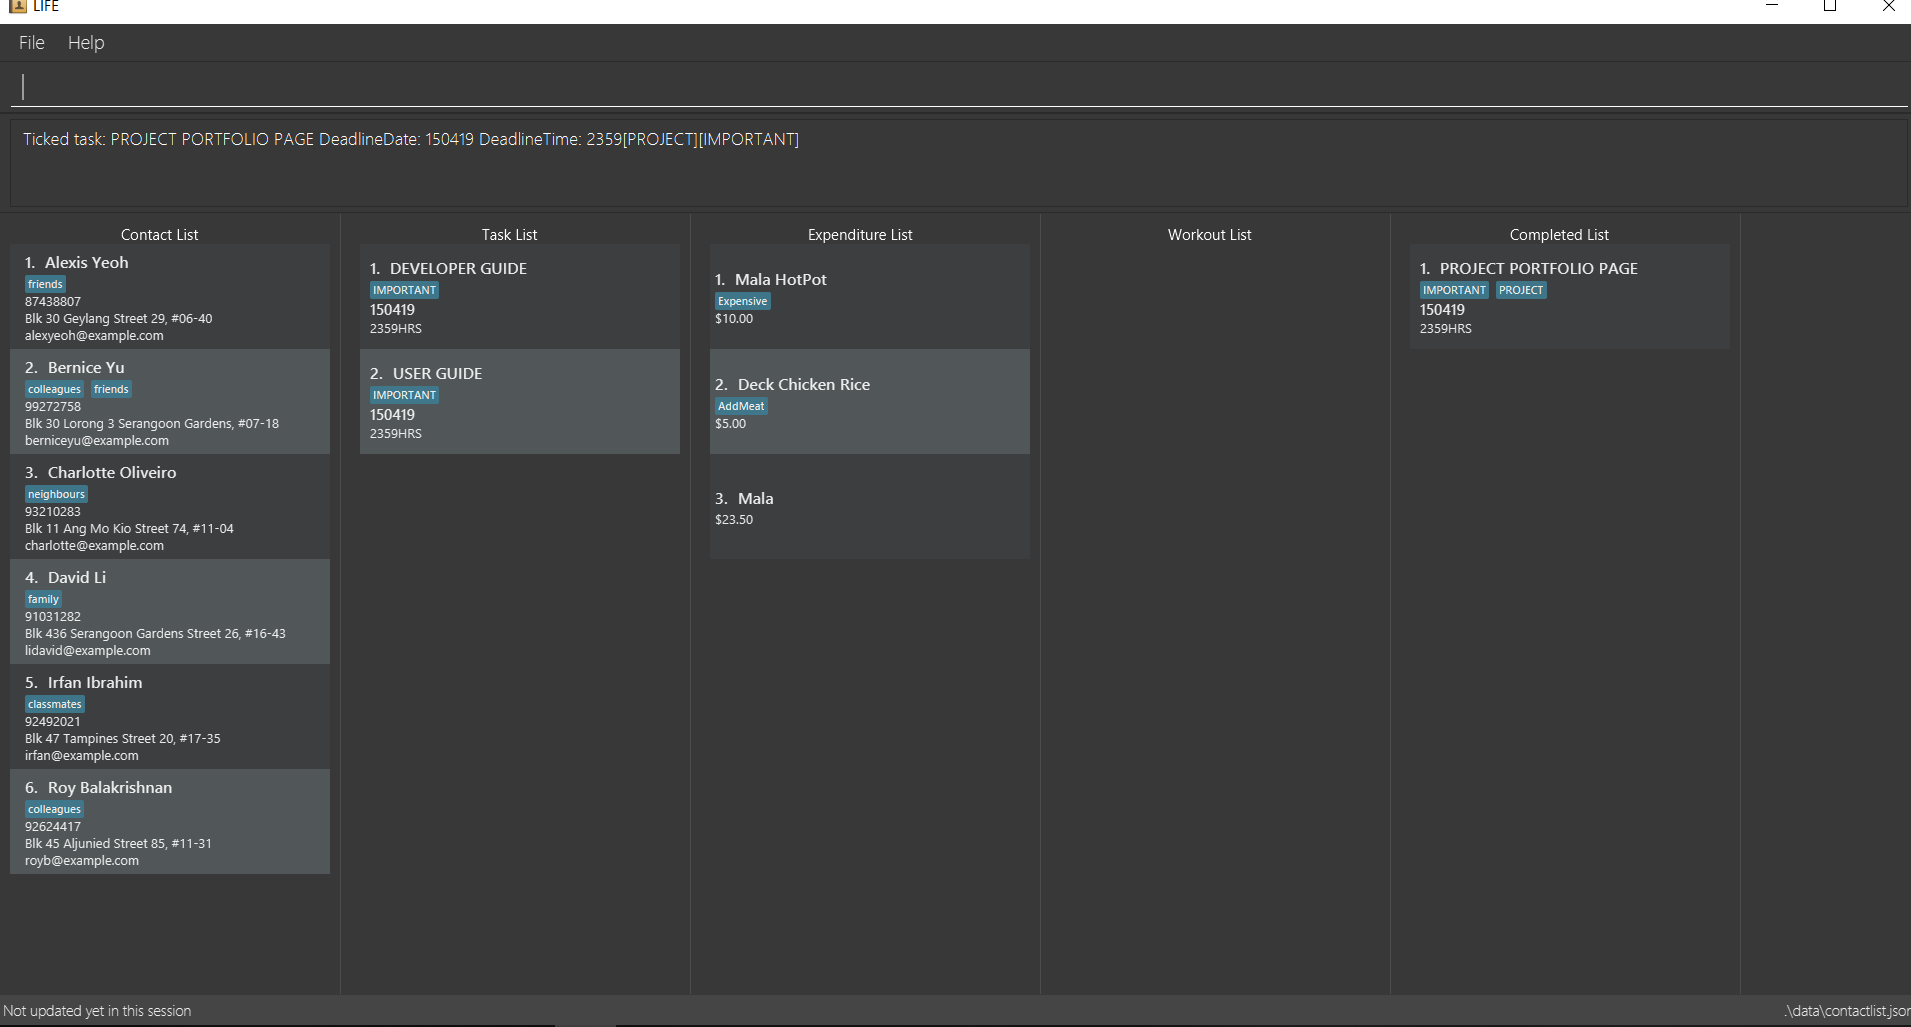 LIFE
File Help
Ticked task: PROJECT PORTFOLIO PAGE DeadlineDate: 150419 DeadlineTime: 2359[PROJECT][IMPORTANT]
Contact List
1. Alexis Yeoh
friends
87438807
Blk 30 Geylang Street 29, #06-40
alexyeoh@example.com
2. Bernice Yu
colleagues friends
99272758
Blk 30 Lorong 3 Serangoon Gardens, #07-18
berniceyu@example.com
3. Charlotte Oliveiro
neighbours
93210283
Blk 11 Ang Mo Kio Street 74, #11-04
charlotte@example.com
4. David Li
family
91031282
Blk 436 Serangoon Gardens Street 26, #16-43
lidavid@example.com
5. Irfan Ibrahim
classmates
92492021
Blk 47 Tampines Street 20, #17-35
irfan@example.com
6. Roy Balakrishnan
colleagues
92624417
Blk 45 Aljunied Street 85, #11-31
royb@example.com
Task List
1. DEVELOPER GUIDE
IMPORTANT
150419
2359HRS
2. USER GUIDE
IMPORTANT
150419
2359HRS
Expenditure List
1. Mala HotPot
Expensive
$10.00
2. Deck Chicken Rice
AddMeat
$5.00
3. Mala
$23.50
Workout List
Completed List
1. PROJECT PORTFOLIO PAGE
IMPORTANT PROJECT
150419
2359HRS
Not updated yet in this session
.\data\contactlist.json